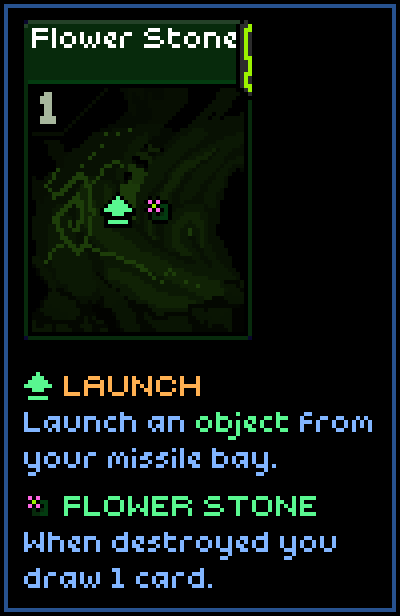 Flower Stone
1
LAUNCH
Launch an object from
your missile bay.
FLOWER STONE
When destroyed you
draw 1 card.